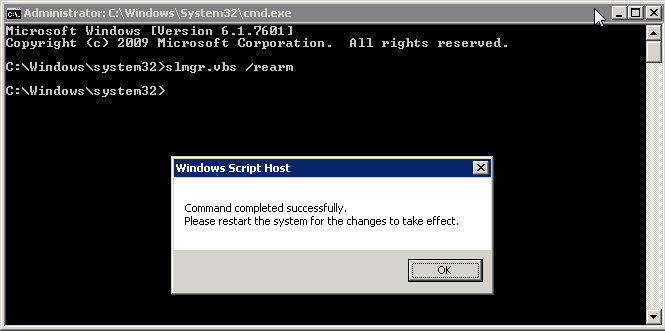 Administrator: C:\Windows\System32\cmd.exe
Microsoft Windows [Version 6.1.7601]
Copyright (c) 2009 Microsoft Corporation.  All rights reserved.
C:\Windows\system32>slmgr.vbs /rearm
C:\Windows\system32>
Windows Script Host
Command completed successfully.
Please restart the system for the changes to take effect.
OK